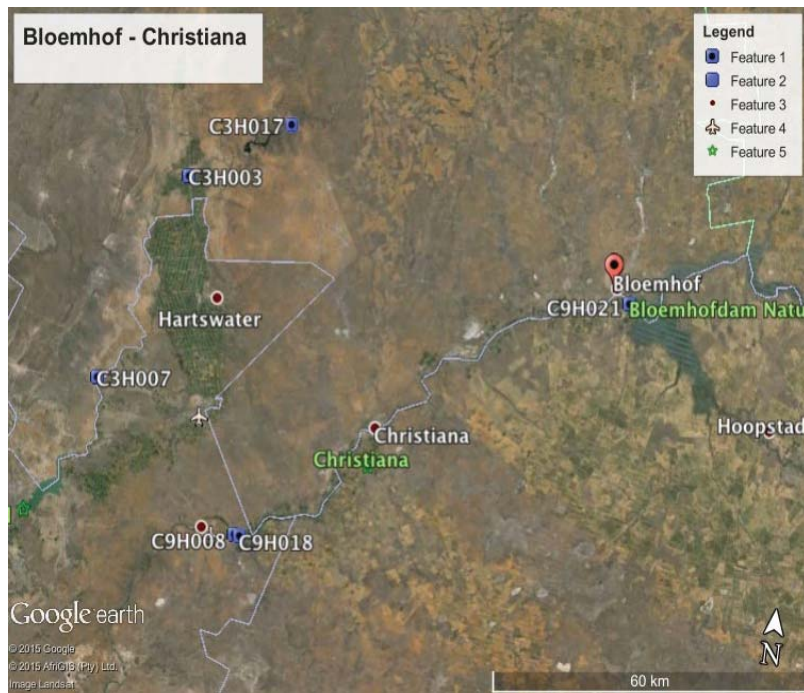 Bloemhof - Christiana
Legend
Feature 1
Feature 2
Feature 3
Feature 4
Feature 5
C3H017
C3H003
Bloemhof
C9H021
Bloemhofdam Natu
Hartswater
C3H007
Hoopstad
Christiana
Christiana
C9H008
C9H018
Google earth
© 2015 Google
© 2015 AfriGIS (Pty) Ltd.
Image Landsat
N
60 km